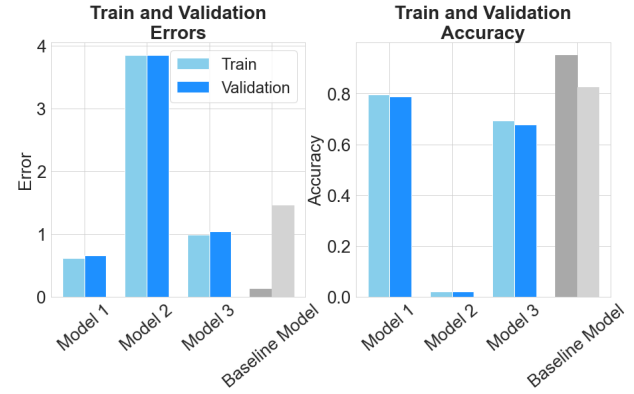 Train and Validation
Errors
Train
Validation
Error
4
3
2
1
0
Model 1
Model 2
Model 3
Baseline Model
Train and Validation
Accuracy
Accuracy
0.8
0.6
0.4
0.2
0.0
Model 1
Model 2
Model 3
Baseline Model